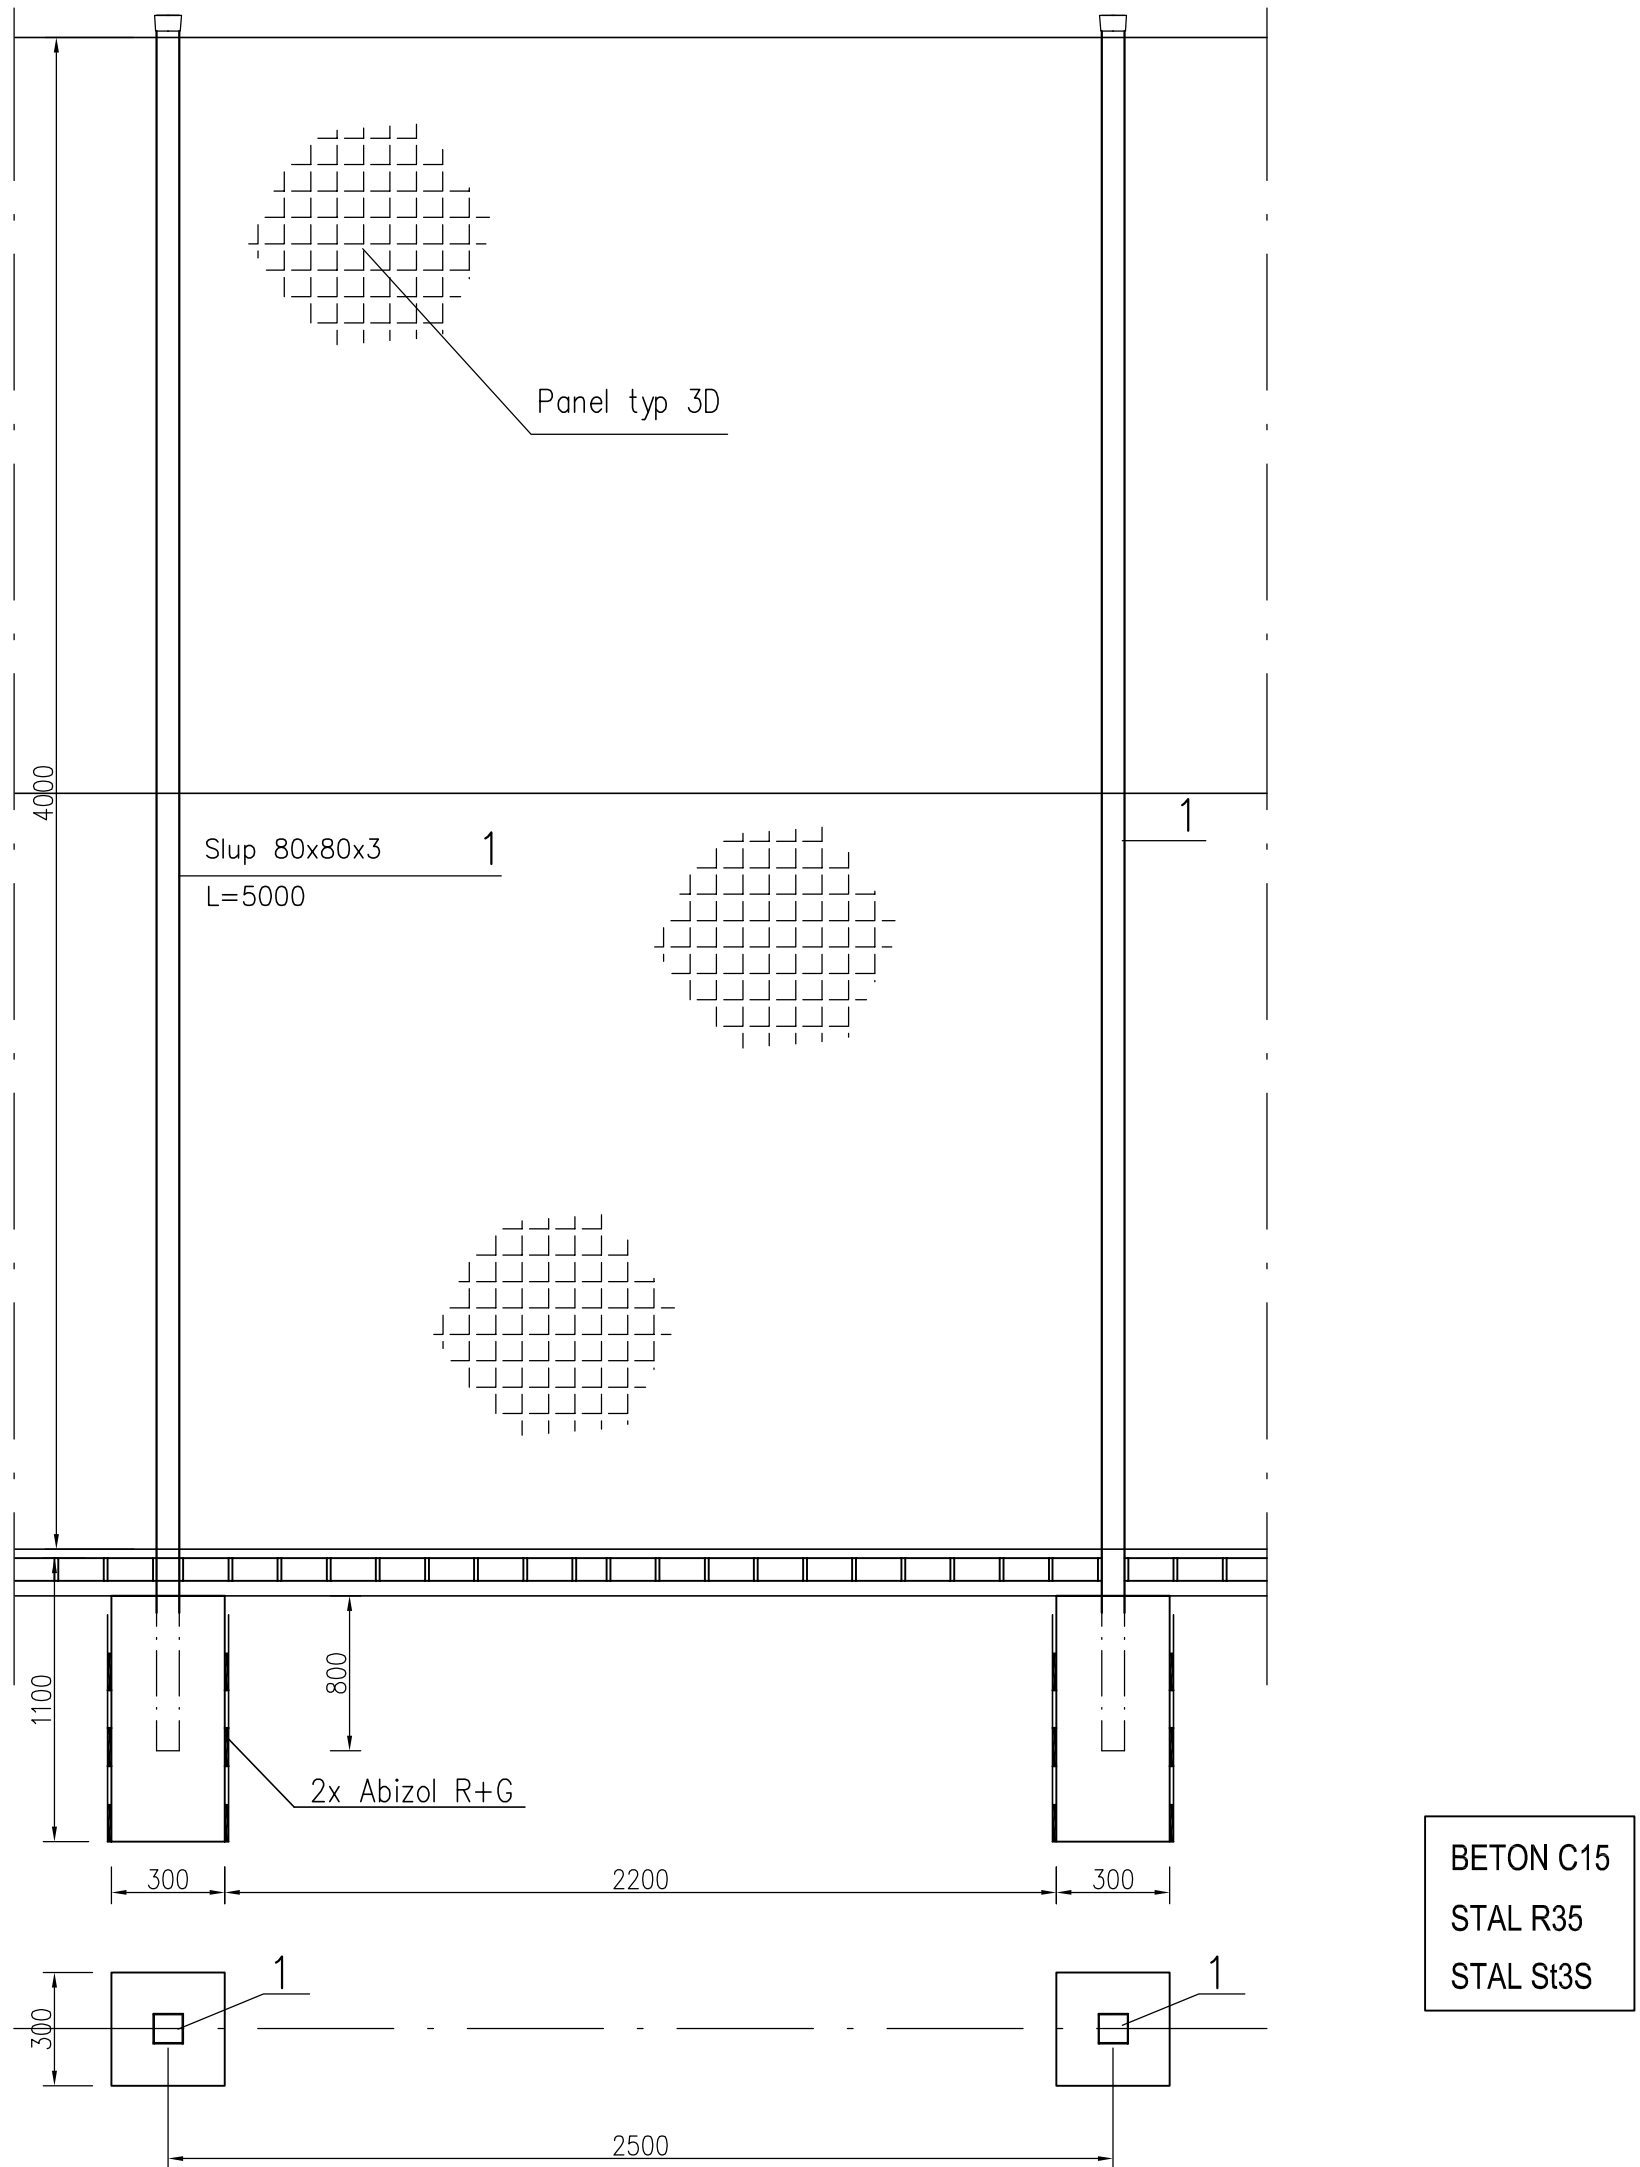 Panel typ 3D
4000
1
Slup 80x80x3 1
L=5000
800
1100
2x Abizol R+G
300 2200 300
BETON C15
STAL R35
STAL St3S
1 1
300
2500